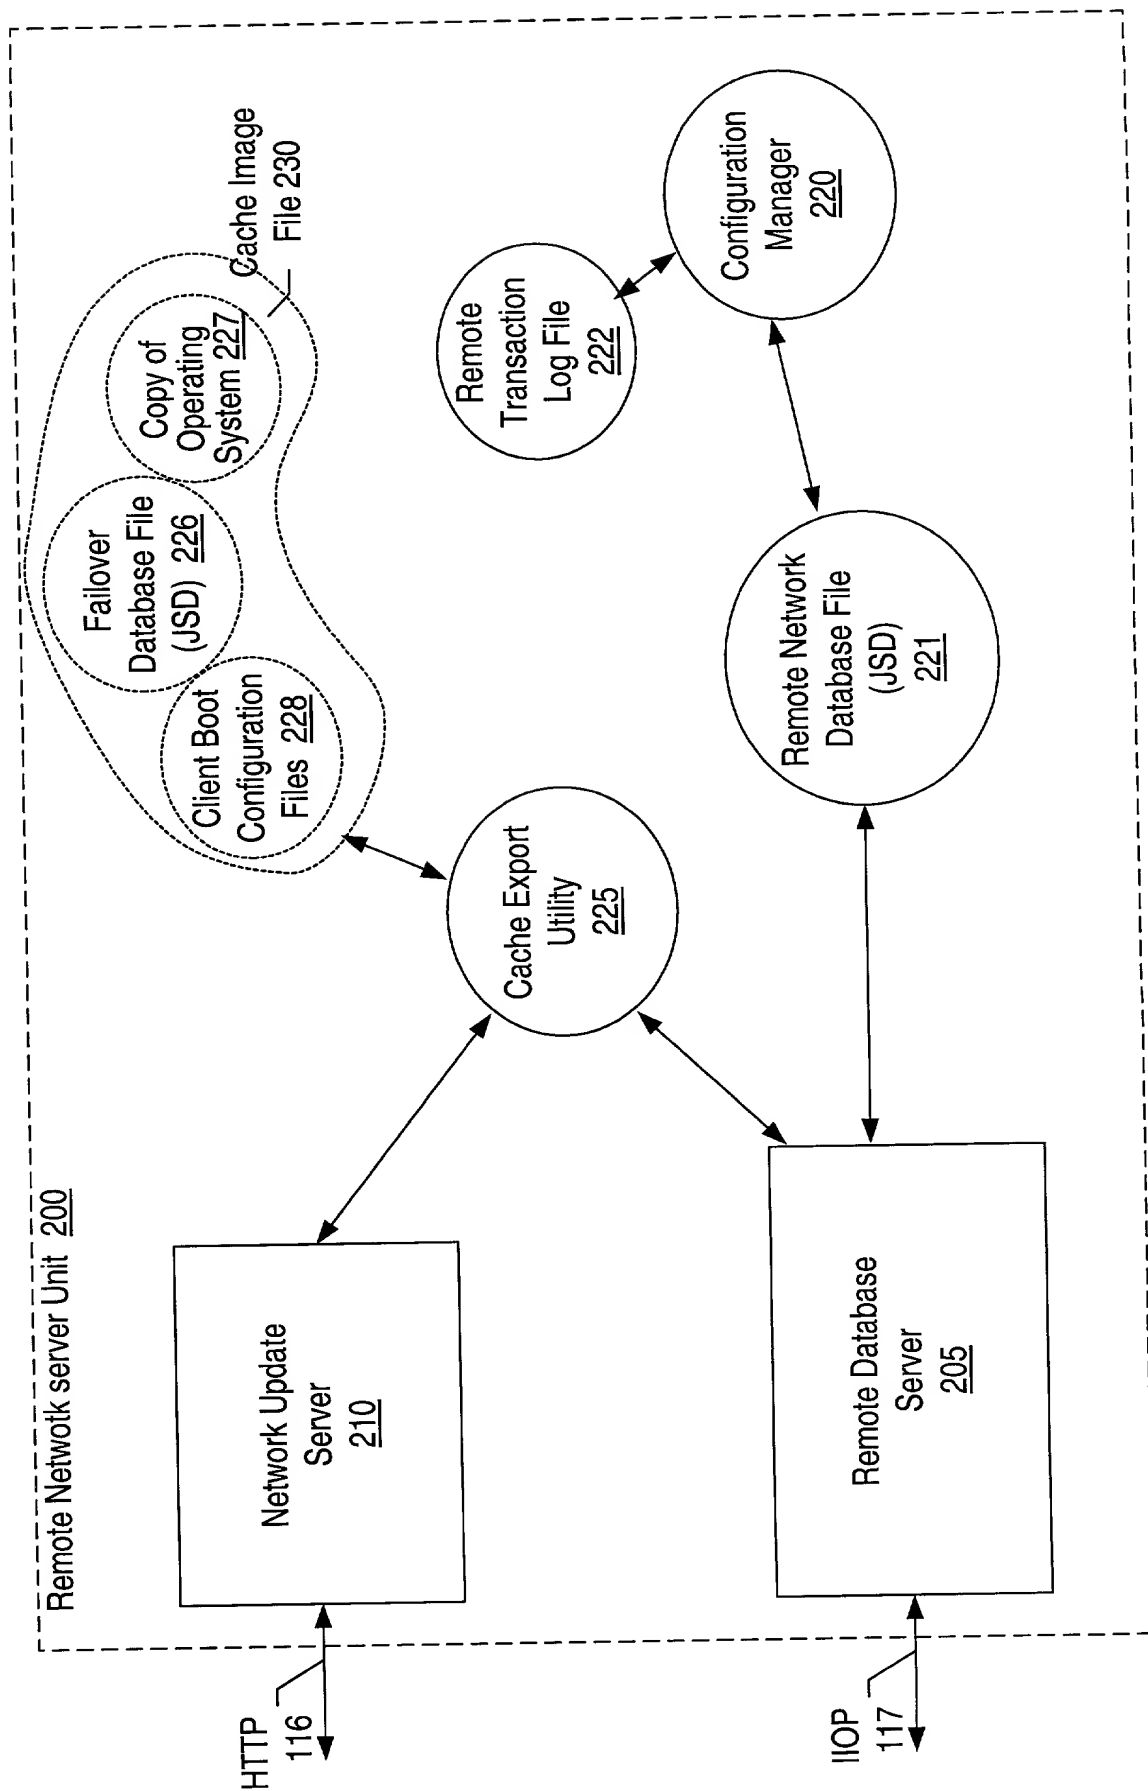 Remote Netwotk server Unit 200
HTTP
116
Network Update
Server
210
Client Boot
Configuration
Files 228
Failover
Database File
(JSD) 226
Copy of
Operating
System 227
Cache Image
File 230
Cache Export
Utility
225
Remote
Transaction
Log File
222
Configuration
Manager
220
IIOP
117
Remote Database
Server
205
Remote Network
Database File
(JSD)
221